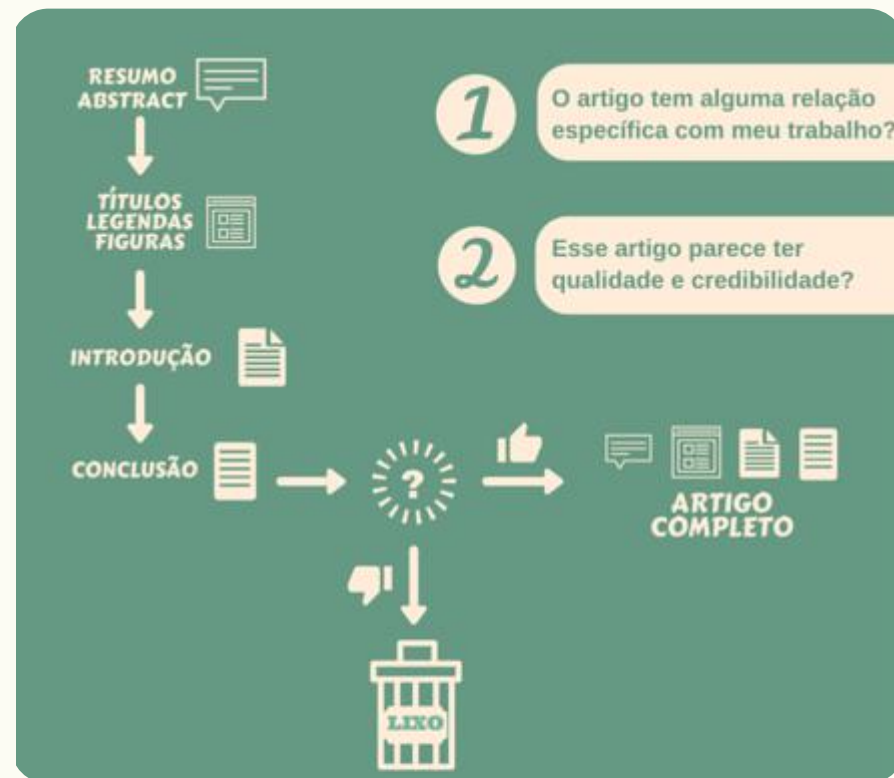 RESUMO
ABSTRACT
TÍTULOS
LEGENDAS
FIGURAS
INTRODUÇÃO
CONCLUSÃO
1
O artigo tem alguma relação
específica com meu trabalho?
2
Esse artigo parece ter
qualidade e credibilidade?
?
ARTIGO
COMPLETO
LIXO